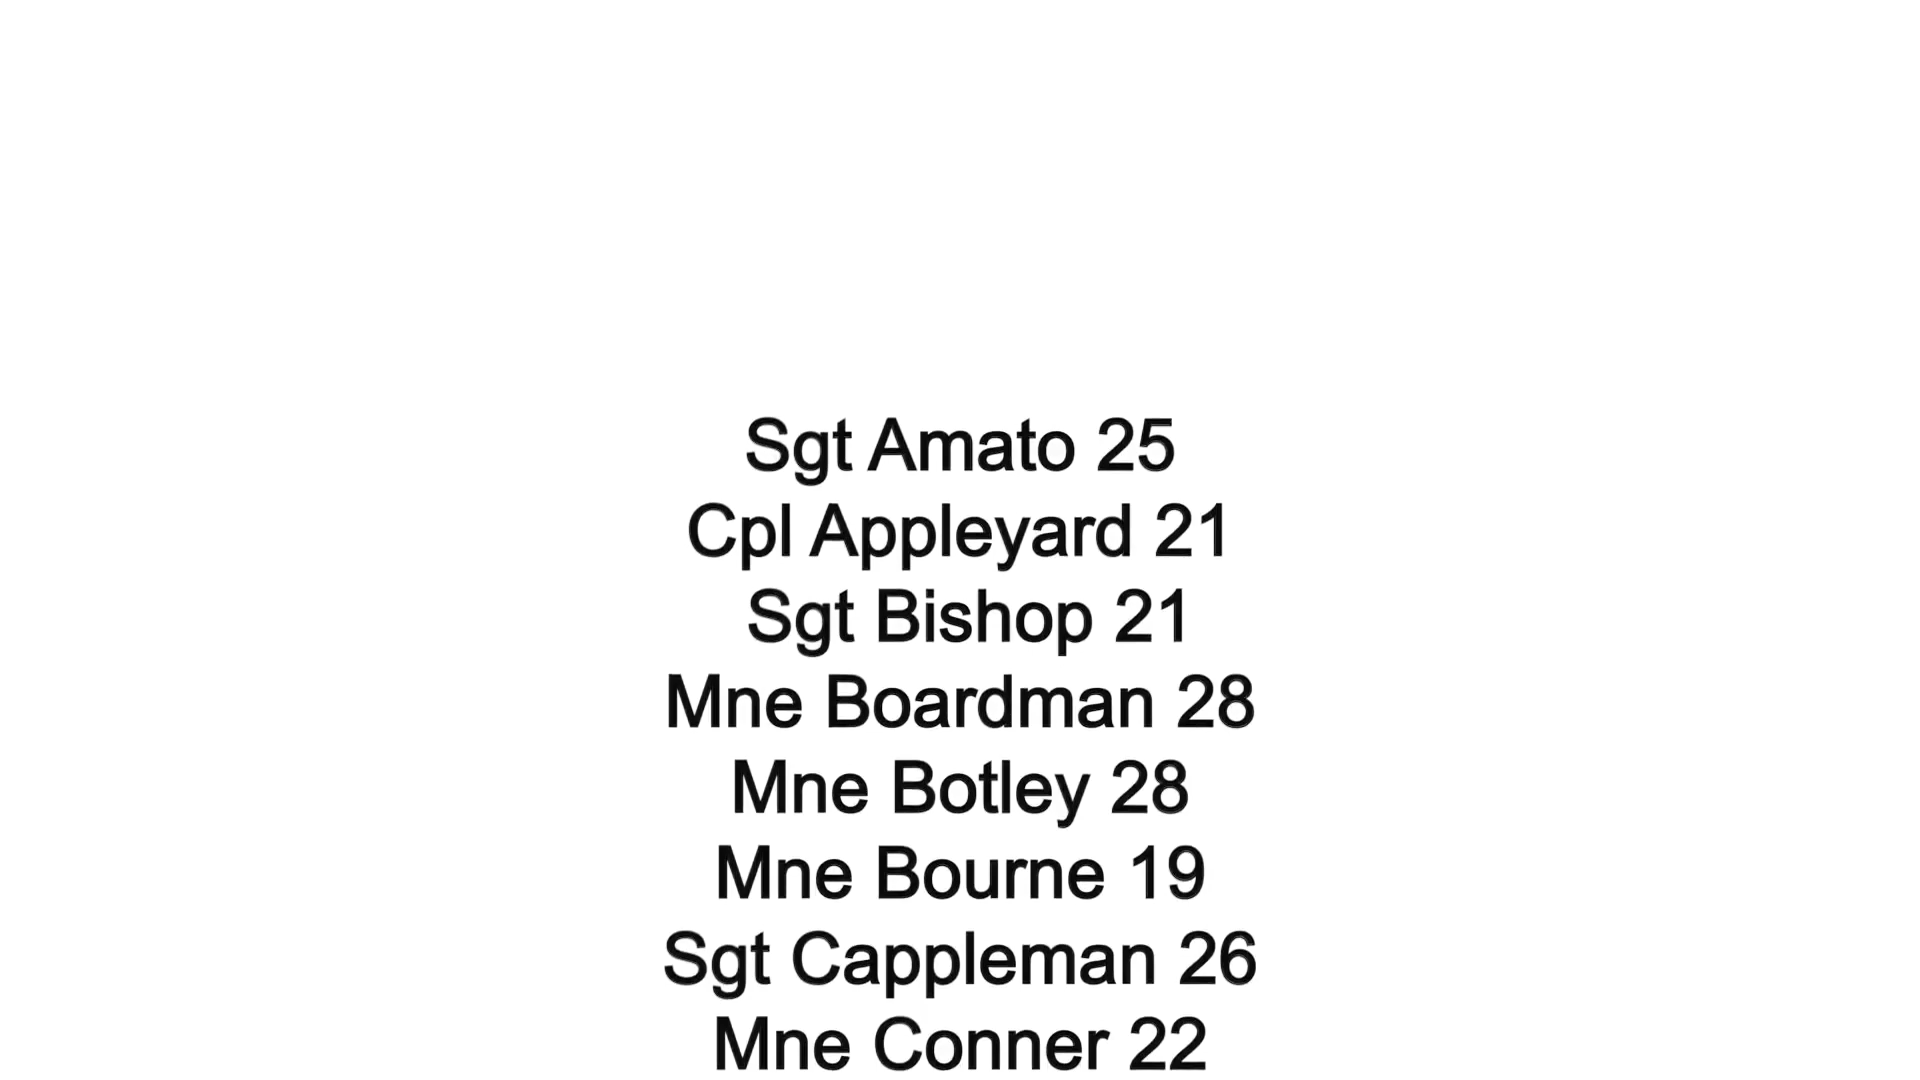 Sgt Amato 25
Cpl Appleyard 21
Sgt Bishop 21
Mne Boardman 28
Mne Botley 28
Mne Bourne 19
Sgt Cappleman 26
Mne Conner 22